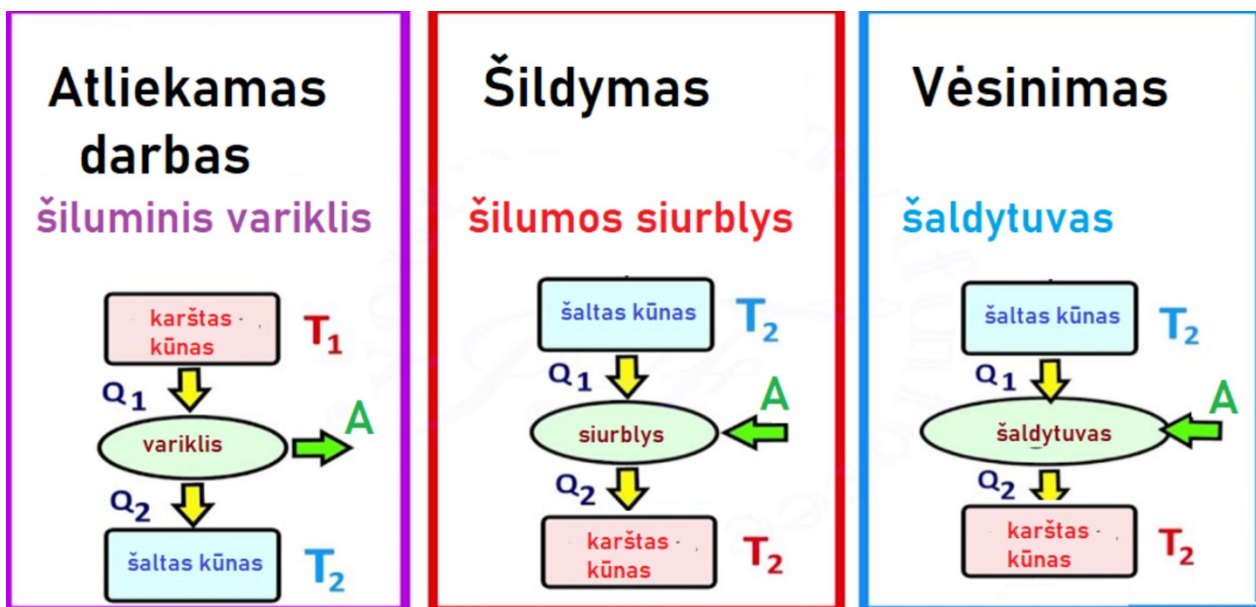 Atliekamas
darbas
šiluminis variklis
karštas
kūnas
T₁
Q₁
variklis
A
Q₂
šaltas kūnas
T₂
Šildymas
šilumos siurblys
šaltas kūnas
T₂
Q₁
siurblys
A
Q₂
karštas
kūnas
T₂
Vėsinimas
šaldytuvas
šaltas kūnas
T₂
Q₁
šaldytuvas
A
Q₂
karštas
kūnas
T₂